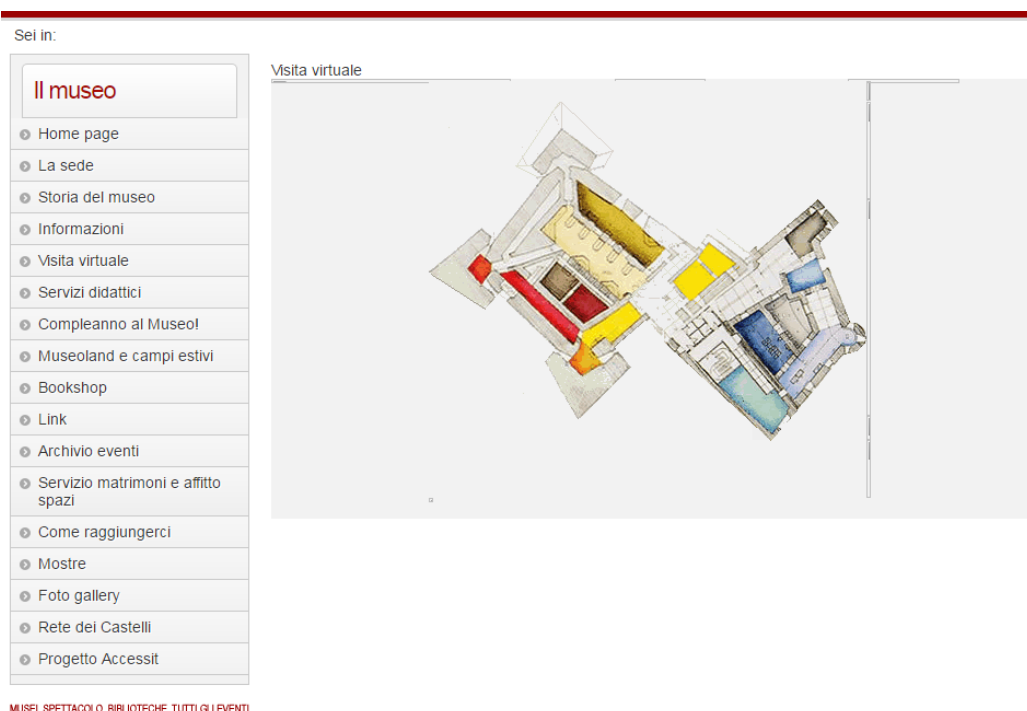 Sei in:
Il museo
Home page
La sede
Storia del museo
Informazioni
Visita virtuale
Servizi didattici
Compleanno al Museo!
Museoland e campi estivi
Bookshop
Link
Archivio eventi
Servizio matrimoni e affitto
spazi
Come raggiungerci
Mostre
Foto gallery
Rete dei Castelli
Progetto Accessit
MUSEI, SPETTACOLO, BIBLIOTECHE, TUTTI GLI EVENTI
Visita virtuale